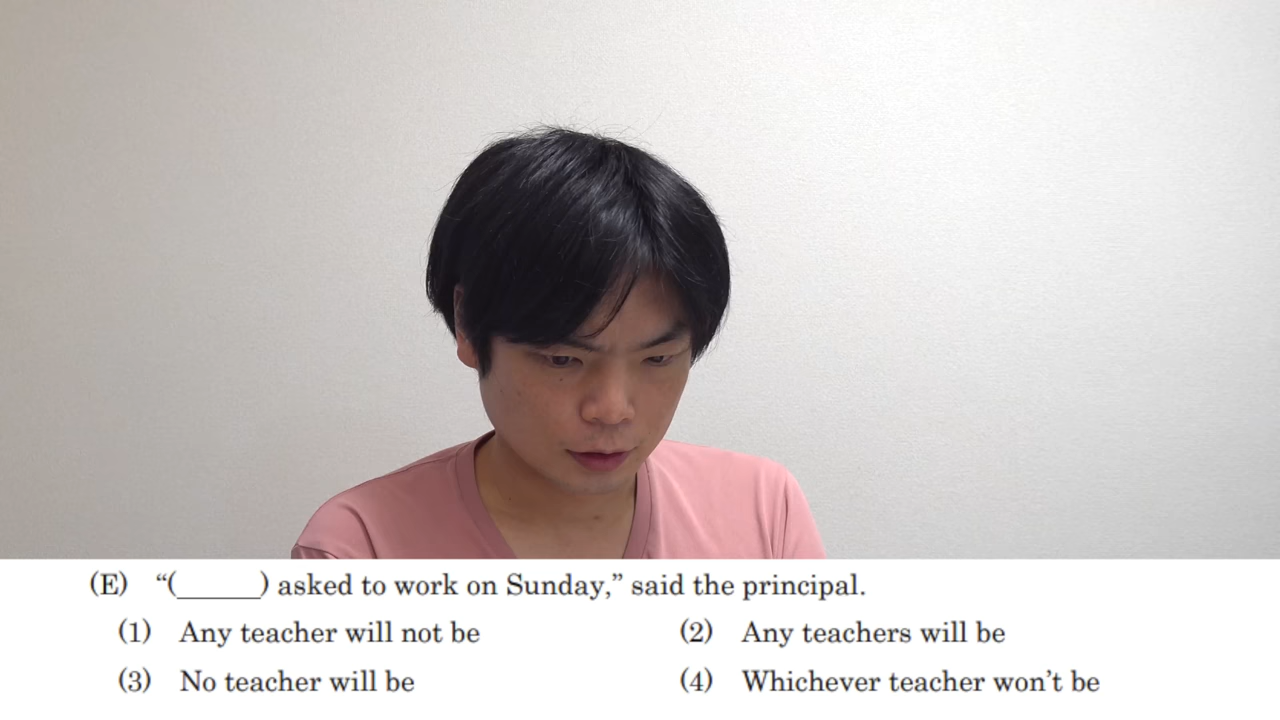 (E) “(______) asked to work on Sunday,” said the principal.
(1) Any teacher will not be (2) Any teachers will be
(3) No teacher will be (4) Whichever teacher won’t be